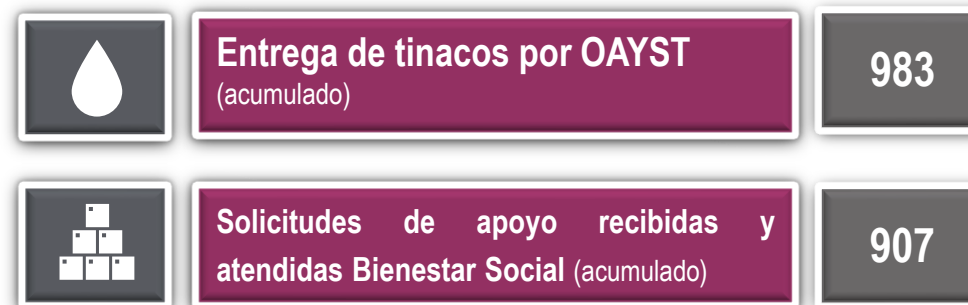 Entrega de tinacos por OAYST
(acumulado)
983
Solicitudes de apoyo recibidas y
atendidas Bienestar Social (acumulado)
907